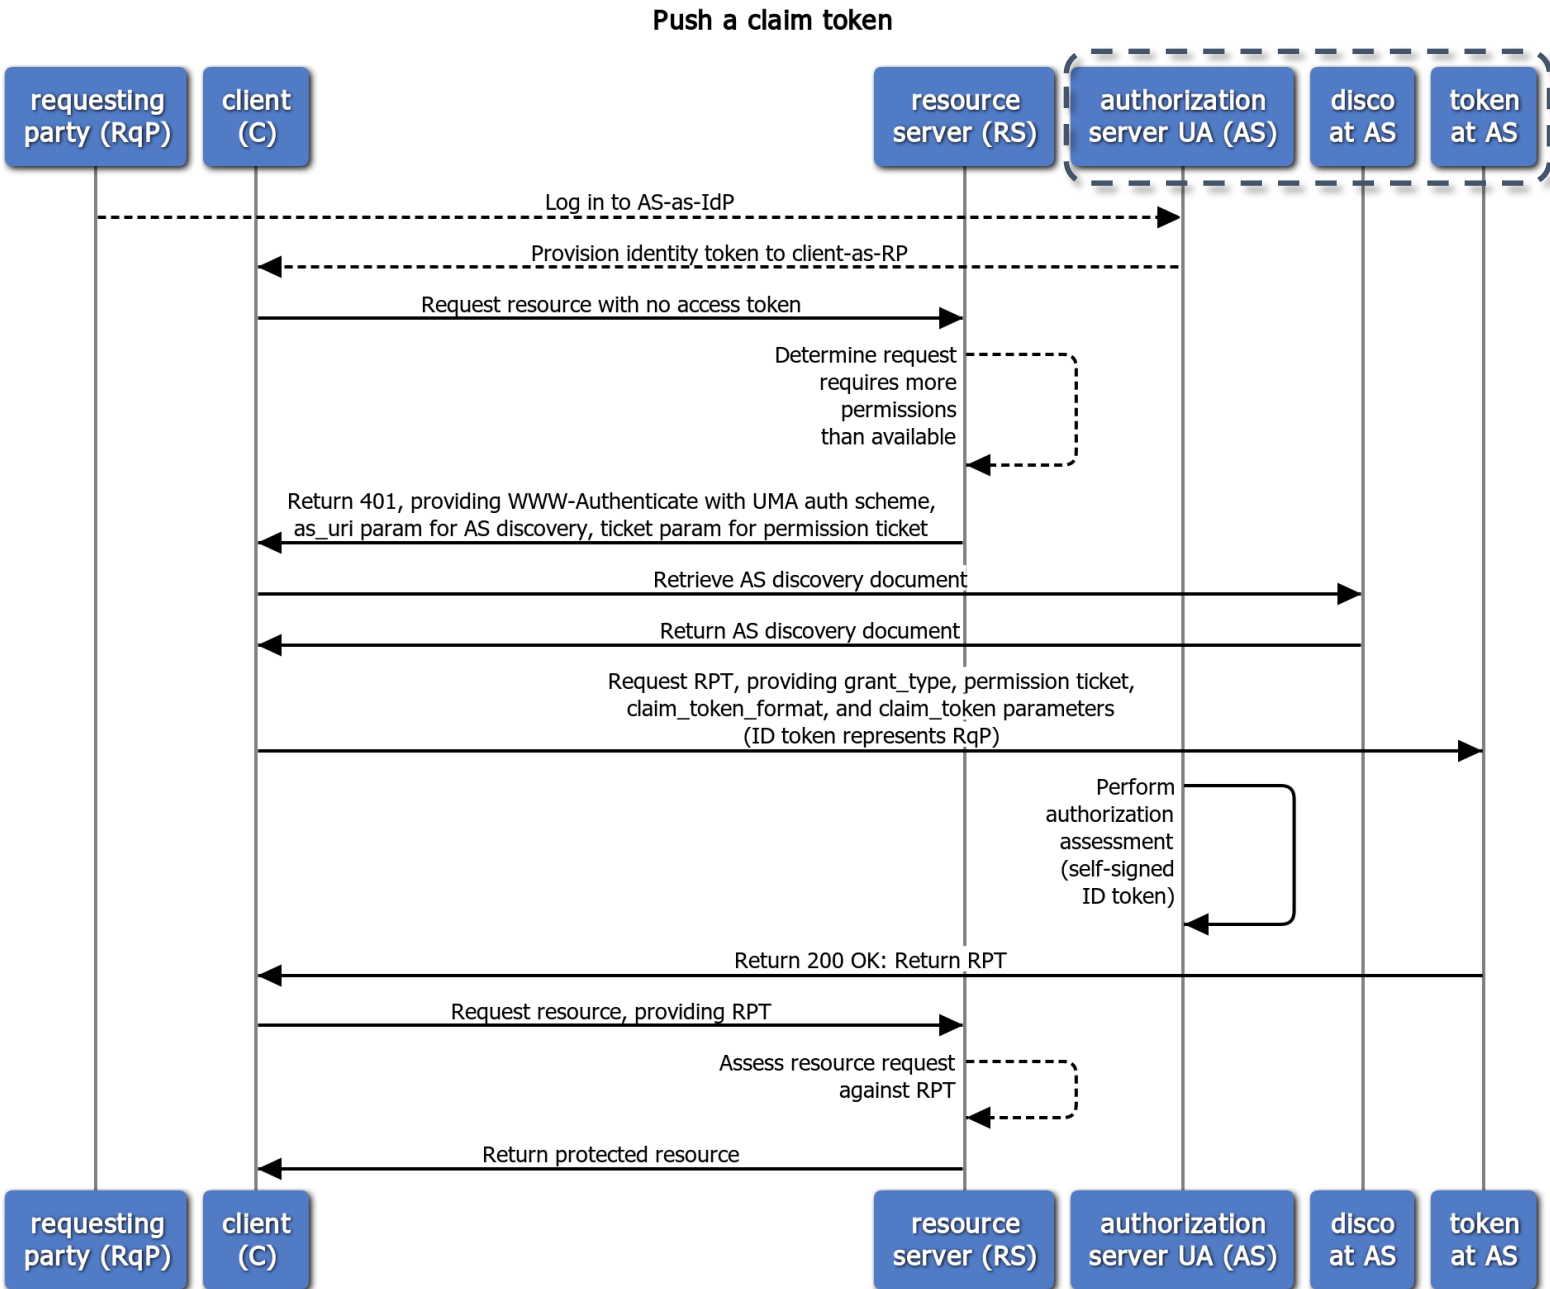 Push a claim token
requesting
party (RqP)
client
(C)
resource
server (RS)
authorization
server UA (AS)
disco
at AS
token
at AS
Log in to AS-as-IdP
Provision identity token to client-as-RP
Request resource with no access token
Determine request
requires more
permissions
than available
Return 401, providing WWW-Authenticate with UMA auth scheme,
as_uri param for AS discovery, ticket param for permission ticket
Retrieve AS discovery document
Return AS discovery document
Request RPT, providing grant_type, permission ticket,
claim_token_format, and claim_token parameters
(ID token represents RqP)
Perform
authorization
assessment
(self-signed
ID token)
Return 200 OK: Return RPT
Request resource, providing RPT
Assess resource request
against RPT
Return protected resource
requesting
party (RqP)
client
(C)
resource
server (RS)
authorization
server UA (AS)
disco
at AS
token
at AS